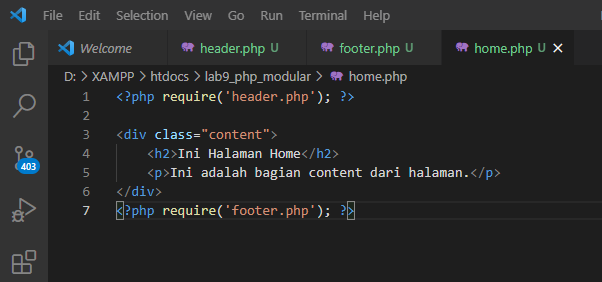 File Edit Selection View Go Run Terminal Help
Welcome header.php U footer.php U home.php U
D: > XAMPP > htdocs > lab9_php_modular > home.php
1 <?php require('header.php'); ?>
2
3 <div class="content">
4 <h2>Ini Halaman Home</h2>
5 <p>Ini adalah bagian content dari halaman.</p>
6 </div>
7 <?php require('footer.php'); ?>
403